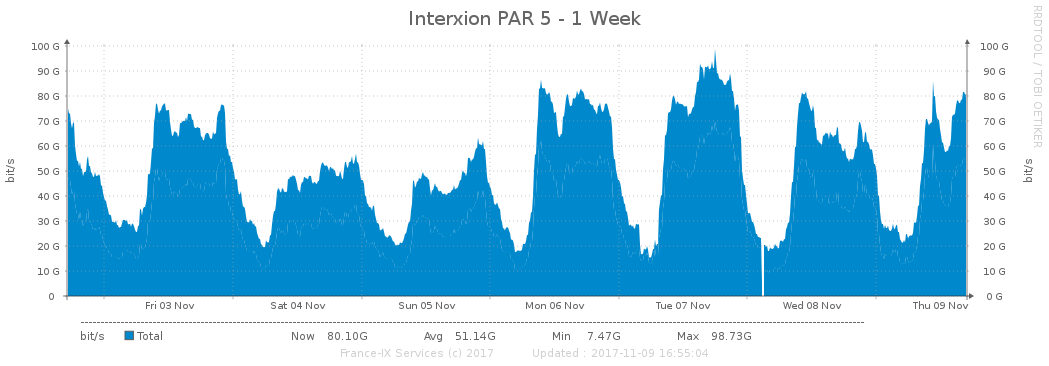 Interxion PAR 5 - 1 Week
RRDTOOL / TOBI OETIKER
100 G 100 G
90 G 90 G
80 G 80 G
70 G 70 G
60 G 60 G
50 G 50 G
40 G 40 G
30 G 30 G
20 G 20 G
10 G 10 G
0 0 G
bit/s
bit/s
Fri 03 Nov Sat 04 Nov Sun 05 Nov Mon 06 Nov Tue 07 Nov Wed 08 Nov Thu 09 Nov
bit/s Total Now 80.10G Avg 51.14G Min 7.47G Max 98.73G
France-IX Services (c) 2017 Updated : 2017-11-09 16:55:04